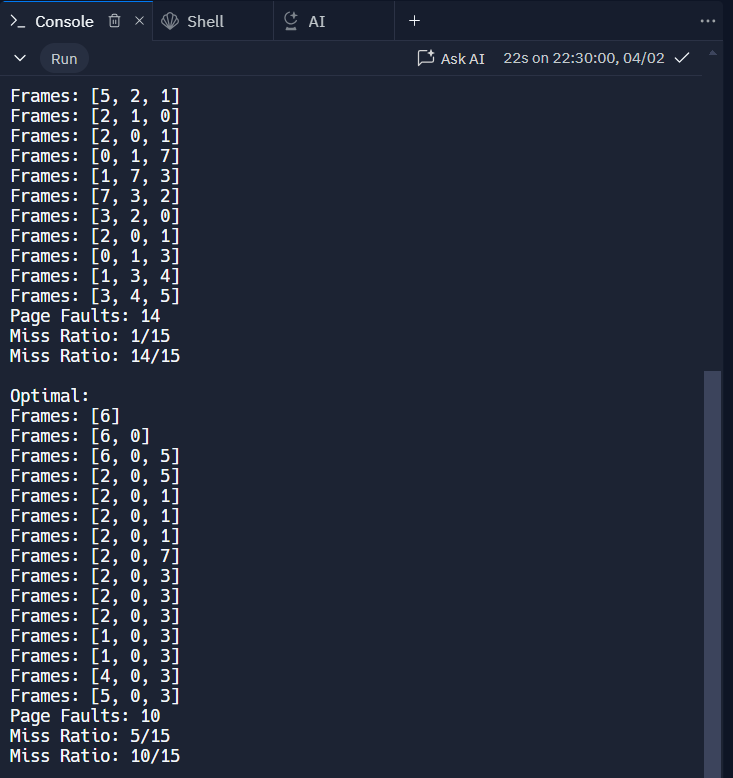 Console
Shell
AI
Run
Ask AI
22s on 22:30:00, 04/02
Frames: [5, 2, 1]
Frames: [2, 1, 0]
Frames: [2, 0, 1]
Frames: [0, 1, 7]
Frames: [1, 7, 3]
Frames: [7, 3, 2]
Frames: [3, 2, 0]
Frames: [2, 0, 1]
Frames: [0, 1, 3]
Frames: [1, 3, 4]
Frames: [3, 4, 5]
Page Faults: 14
Miss Ratio: 1/15
Miss Ratio: 14/15
Optimal:
Frames: [6]
Frames: [6, 0]
Frames: [6, 0, 5]
Frames: [2, 0, 5]
Frames: [2, 0, 1]
Frames: [2, 0, 1]
Frames: [2, 0, 1]
Frames: [2, 0, 7]
Frames: [2, 0, 3]
Frames: [2, 0, 3]
Frames: [2, 0, 3]
Frames: [1, 0, 3]
Frames: [1, 0, 3]
Frames: [4, 0, 3]
Frames: [5, 0, 3]
Page Faults: 10
Miss Ratio: 5/15
Miss Ratio: 10/15